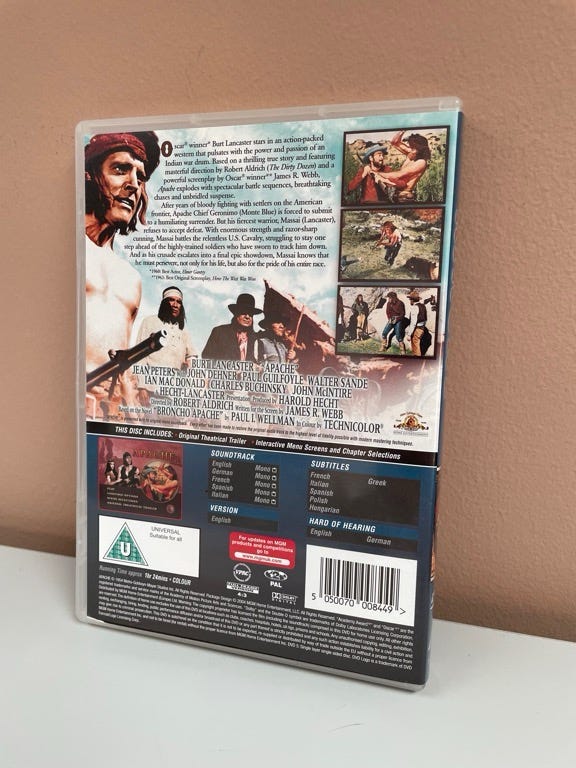 Oscar® winner* Burt Lancaster stars in an action-packed
western that pulsates with the power and passion of an
Indian war drum. Based on a thrilling true story and featuring
masterful direction by Robert Aldrich (The Dirty Dozen) and a
powerful screenplay by Oscar® winner** James R. Webb,
Apache explodes with spectacular battle sequences, breathtaking
chases and unbridled suspense.
After years of bloody fighting with settlers on the American
frontier, Apache Chief Geronimo (Monte Blue) is forced to submit
to a humiliating surrender. But his fiercest warrior, Massai (Lancaster),
refuses to accept defeat. With enormous strength and razor-sharp
cunning, Massai battles the relentless U.S. Cavalry, struggling to stay one
step ahead of the highly-trained soldiers who have sworn to track him down.
And as his crusade escalates into a final epic showdown, Massai knows that
he must persevere, not only for his life, but also for the pride of his entire race.
*1960: Best Actor, Elmer Gantry
**1963: Best Original Screenplay, How The West Was Won
BURT LANCASTER in "APACHE"
JEAN PETERS JOHN DEHNER PAUL GUILFOYLE WALTER SANDE
IAN MAC DONALD CHARLES BUCHINSKY JOHN McINTIRE
A HECHT-LANCASTER Presentation Produced by HAROLD HECHT
Directed by ROBERT ALDRICH Written for the Screen by JAMES R. WEBB
Based on the Novel "BRONCHO APACHE" by PAUL I. WELLMAN In Colour by TECHNICOLOR®
THIS DISC INCLUDES: · Original Theatrical Trailer · Interactive Menu Screens and Chapter Selections
APACHE
SOUNDTRACK
English Mono
German Mono
French Mono
Spanish Mono
Italian Mono
VERSION
English
SUBTITLES
French Greek
Italian
Spanish
Polish
Hungarian
HARD OF HEARING
English German
U
UNIVERSAL
Suitable for all
For updates on MGM
products and competitions
go to
www.mgmuk.com
PAL
4:3
Running Time approx 1hr 24mins · COLOUR
5 050070 008449 >